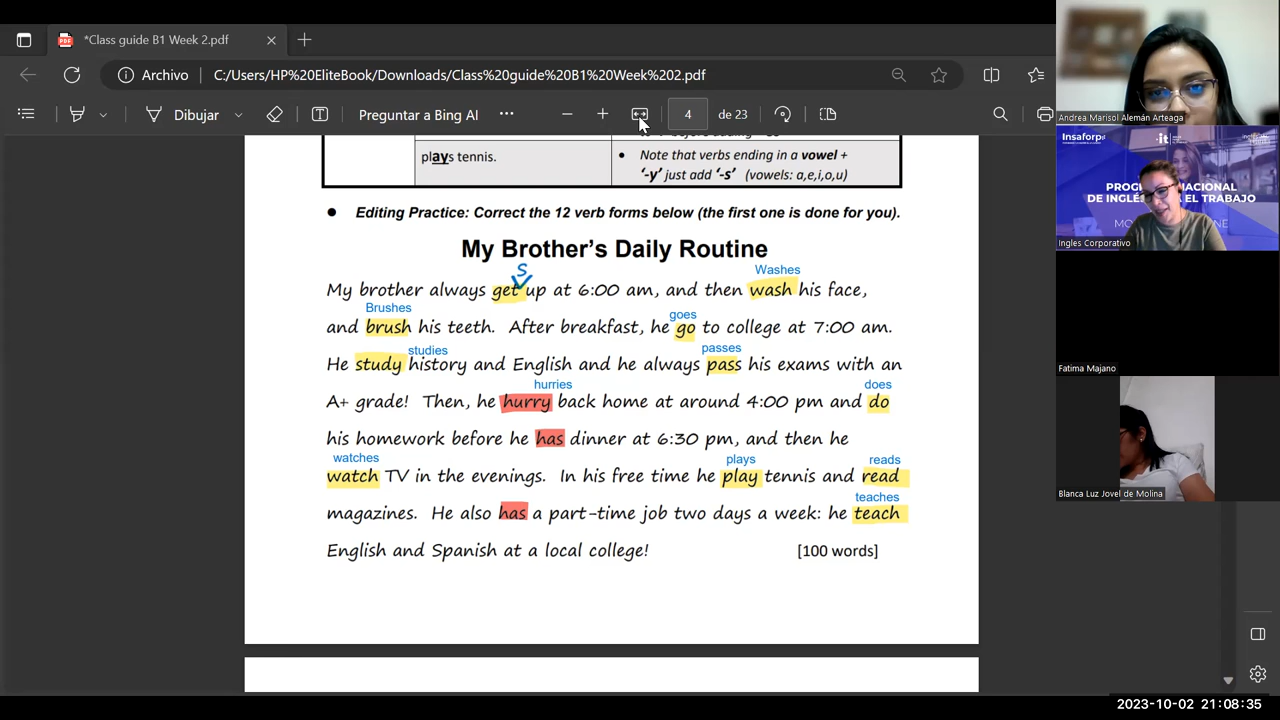 *Class guide B1 Week 2.pdf
Archivo
C:/Users/HP%20EliteBook/Downloads/Class%20guide%20B1%20Week%202.pdf
Dibujar
Preguntar a Bing AI
4
de 23
plays tennis.
Note that verbs ending in a vowel +
'-y' just add '-s' (vowels: a,e,i,o,u)
Editing Practice: Correct the 12 verb forms below (the first one is done for you).
My Brother's Daily Routine
S
Washes
My brother always get up at 6:00 am, and then wash his face,
Brushes
goes
and brush his teeth. After breakfast, he go to college at 7:00 am.
studies
passes
He study history and English and he always pass his exams with an
hurries
does
A+ grade! Then, he hurry back home at around 4:00 pm and do
his homework before he has dinner at 6:30 pm, and then he
watches
plays
reads
watch TV in the evenings. In his free time he play tennis and read
teaches
magazines. He also has a part-time job two days a week: he teach
English and Spanish at a local college!
[100 words]
Andrea Marisol Alemán Arteaga
Insaforp
Ingles Corporativo
Fatima Majano
Blanca Luz Jovel de Molina
2023-10-02 21:08:35